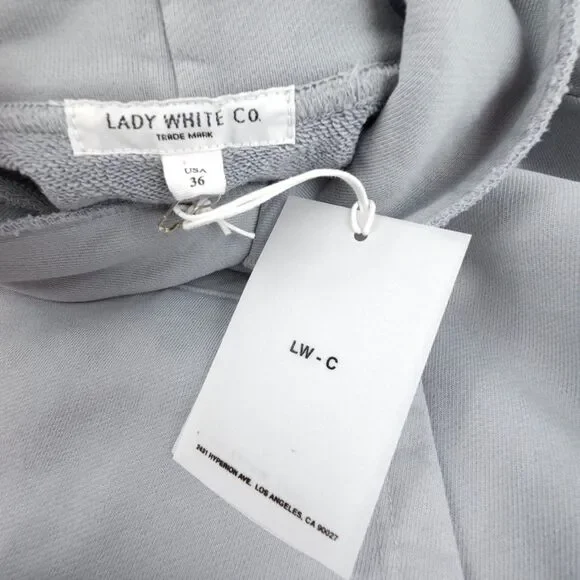 LADY WHITE CO.
TRADE MARK
USA
36
LW - C
2431 HYPERION AVE. LOS ANGELES, CA 90027